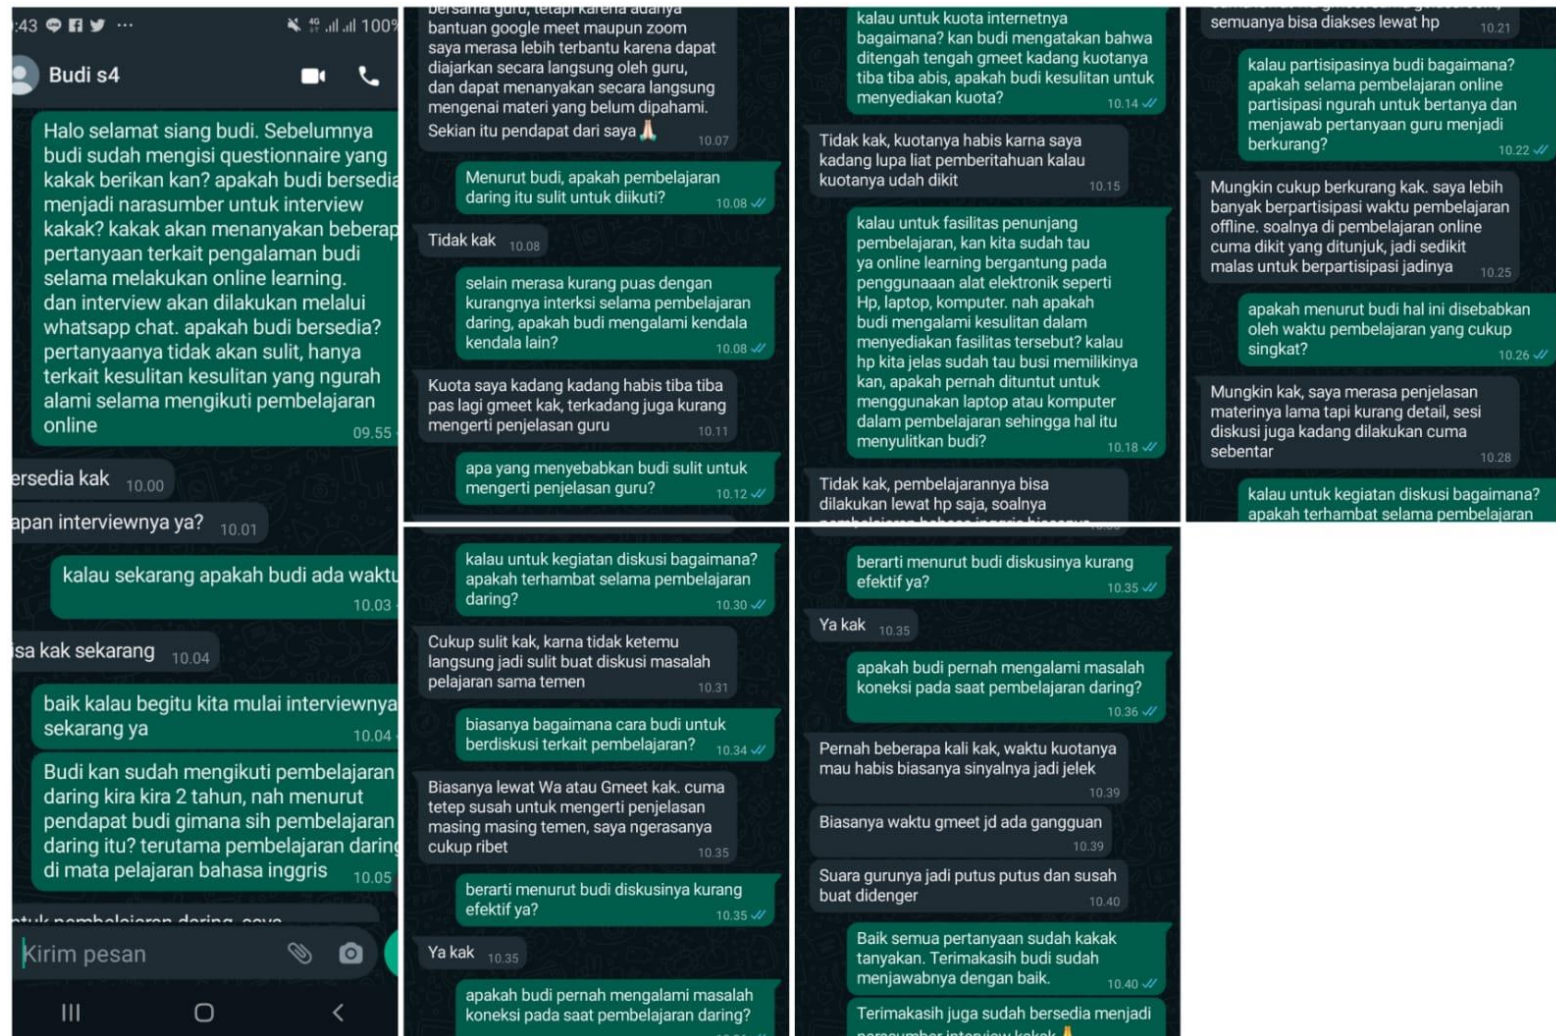 :43
100%
Budi s4
Halo selamat siang budi. Sebelumnya
budi sudah mengisi questionnaire yang
kakak berikan kan? apakah budi bersedia
menjadi narasumber untuk interview
kakak? kakak akan menanyakan beberap
pertanyaan terkait pengalaman budi
selama melakukan online learning.
dan interview akan dilakukan melalui
whatsapp chat. apakah budi bersedia?
pertanyaanya tidak akan sulit, hanya
terkait kesulitan kesulitan yang ngurah
alami selama mengikuti pembelajaran
online
09.55
ersedia kak 10.00
apan interviewnya ya? 10.01
kalau sekarang apakah budi ada waktu
10.03
isa kak sekarang 10.04
baik kalau begitu kita mulai interviewnya
sekarang ya 10.04
Budi kan sudah mengikuti pembelajaran
daring kira kira 2 tahun, nah menurut
pendapat budi gimana sih pembelajaran
daring itu? terutama pembelajaran daring
di mata pelajaran bahasa inggris 10.05
pembelajaran daring, saya
Kirim pesan
bersama guru, tetapi karena adanya
bantuan google meet maupun zoom
saya merasa lebih terbantu karena dapat
diajarkan secara langsung oleh guru,
dan dapat menanyakan secara langsung
mengenai materi yang belum dipahami.
Sekian itu pendapat dari saya 🙏🏻 10.07
Menurut budi, apakah pembelajaran
daring itu sulit untuk diikuti? 10.08
Tidak kak 10.08
selain merasa kurang puas dengan
kurangnya interksi selama pembelajaran
daring, apakah budi mengalami kendala
kendala lain? 10.08
Kuota saya kadang kadang habis tiba tiba
pas lagi gmeet kak, terkadang juga kurang
mengerti penjelasan guru 10.11
apa yang menyebabkan budi sulit untuk
mengerti penjelasan guru? 10.12
kalau untuk kuota internetnya
bagaimana? kan budi mengatakan bahwa
ditengah tengah gmeet kadang kuotanya
tiba tiba abis, apakah budi kesulitan untuk
menyediakan kuota? 10.14
Tidak kak, kuotanya habis karna saya
kadang lupa liat pemberitahuan kalau
kuotanya udah dikit 10.15
kalau untuk fasilitas penunjang
pembelajaran, kan kita sudah tau
ya online learning bergantung pada
penggunaaan alat elektronik seperti
Hp, laptop, komputer. nah apakah
budi mengalami kesulitan dalam
menyediakan fasilitas tersebut? kalau
hp kita jelas sudah tau busi memilikinya
kan, apakah pernah dituntut untuk
menggunakan laptop atau komputer
dalam pembelajaran sehingga hal itu
menyulitkan budi? 10.18
Tidak kak, pembelajarannya bisa
dilakukan lewat hp saja, soalnya
pembelajaran bahasa inggris biasanya
semuanya bisa diakses lewat hp 10.21
kalau partisipasinya budi bagaimana?
apakah selama pembelajaran online
partisipasi ngurah untuk bertanya dan
menjawab pertanyaan guru menjadi
berkurang? 10.22
Mungkin cukup berkurang kak. saya lebih
banyak berpartisipasi waktu pembelajaran
offline. soalnya di pembelajaran online
cuma dikit yang ditunjuk, jadi sedikit
malas untuk berpartisipasi jadinya 10.25
apakah menurut budi hal ini disebabkan
oleh waktu pembelajaran yang cukup
singkat? 10.26
Mungkin kak, saya merasa penjelasan
materinya lama tapi kurang detail, sesi
diskusi juga kadang dilakukan cuma
sebentar 10.28
kalau untuk kegiatan diskusi bagaimana?
apakah terhambat selama pembelajaran
kalau untuk kegiatan diskusi bagaimana?
apakah terhambat selama pembelajaran
daring? 10.30
Cukup sulit kak, karna tidak ketemu
langsung jadi sulit buat diskusi masalah
pelajaran sama temen 10.31
biasanya bagaimana cara budi untuk
berdiskusi terkait pembelajaran? 10.34
Biasanya lewat Wa atau Gmeet kak. cuma
tetep susah untuk mengerti penjelasan
masing masing temen, saya ngerasanya
cukup ribet 10.35
berarti menurut budi diskusinya kurang
efektif ya? 10.35
Ya kak 10.35
apakah budi pernah mengalami masalah
koneksi pada saat pembelajaran daring?
berarti menurut budi diskusinya kurang
efektif ya? 10.35
Ya kak 10.35
apakah budi pernah mengalami masalah
koneksi pada saat pembelajaran daring?
10.36
Pernah beberapa kali kak, waktu kuotanya
mau habis biasanya sinyalnya jadi jelek
10.39
Biasanya waktu gmeet jd ada gangguan
10.39
Suara gurunya jadi putus putus dan susah
buat didenger 10.40
Baik semua pertanyaan sudah kakak
tanyakan. Terimakasih budi sudah
menjawabnya dengan baik. 10.40
Terimakasih juga sudah bersedia menjadi
narasumber interview kakak 🙏